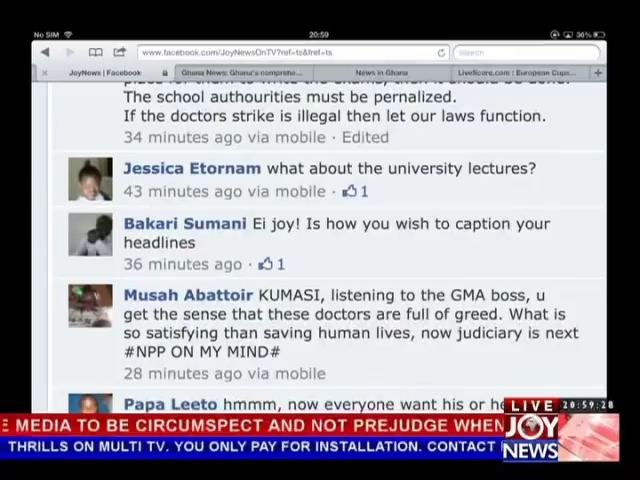 No SIM
20:59
36%
www.facebook.com/JoyNewsOnTV?ref=ts&fref=ts
Search
JoyNews | Facebook
Ghana News: Ghana's comprehe...
News in Ghana
LiveScore.com : European Cups...
The school authourities must be pernalized.
If the doctors strike is illegal then let our laws function.
34 minutes ago via mobile · Edited
Jessica Etornam what about the university lectures?
43 minutes ago via mobile · 1
Bakari Sumani Ei joy! Is how you wish to caption your
headlines
36 minutes ago · 1
Musah Abattoir KUMASI, listening to the GMA boss, u
get the sense that these doctors are full of greed. What is
so satisfying than saving human lives, now judiciary is next
#NPP ON MY MIND#
28 minutes ago via mobile
Papa Leeto hmmm, now everyone want his or he
LIVE 20:59:28
E MEDIA TO BE CIRCUMSPECT AND NOT PREJUDGE WHEN
JOY
NEWS
THRILLS ON MULTI TV. YOU ONLY PAY FOR INSTALLATION. CONTACT